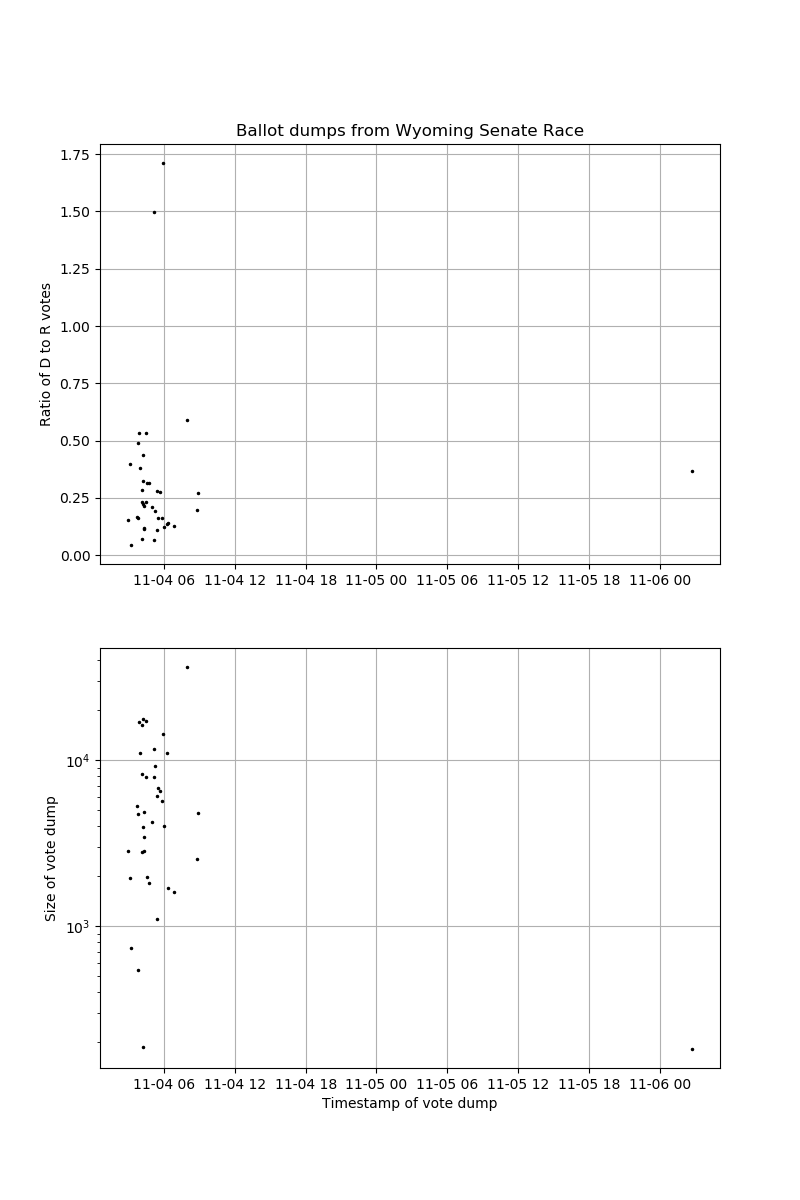 Ballot dumps from Wyoming Senate Race
1.75
1.50
1.25
1.00
0.75
0.50
0.25
0.00
Ratio of D to R votes
11-04 06 11-04 12 11-04 18 11-05 00 11-05 06 11-05 12 11-05 18 11-06 00
10⁴
10³
Size of vote dump
11-04 06 11-04 12 11-04 18 11-05 00 11-05 06 11-05 12 11-05 18 11-06 00
Timestamp of vote dump